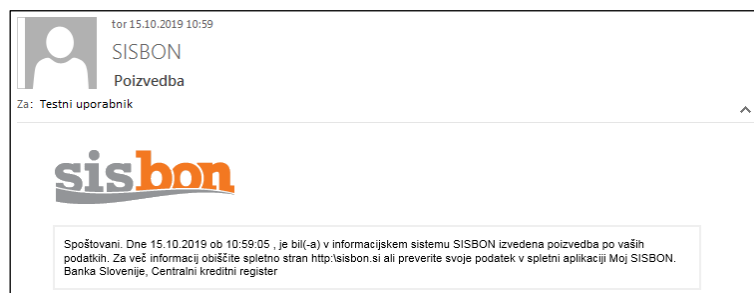 tor 15.10.2019 10:59
SISBON
Poizvedba
Za: Testni uporabnik
sisbon
Spoštovani. Dne 15.10.2019 ob 10:59:05 , je bil(-a) v informacijskem sistemu SISBON izvedena poizvedba po vaših
podatkih. Za več informacij obiščite spletno stran http:\sisbon.si ali preverite svoje podatek v spletni aplikaciji Moj SISBON.
Banka Slovenije, Centralni kreditni register